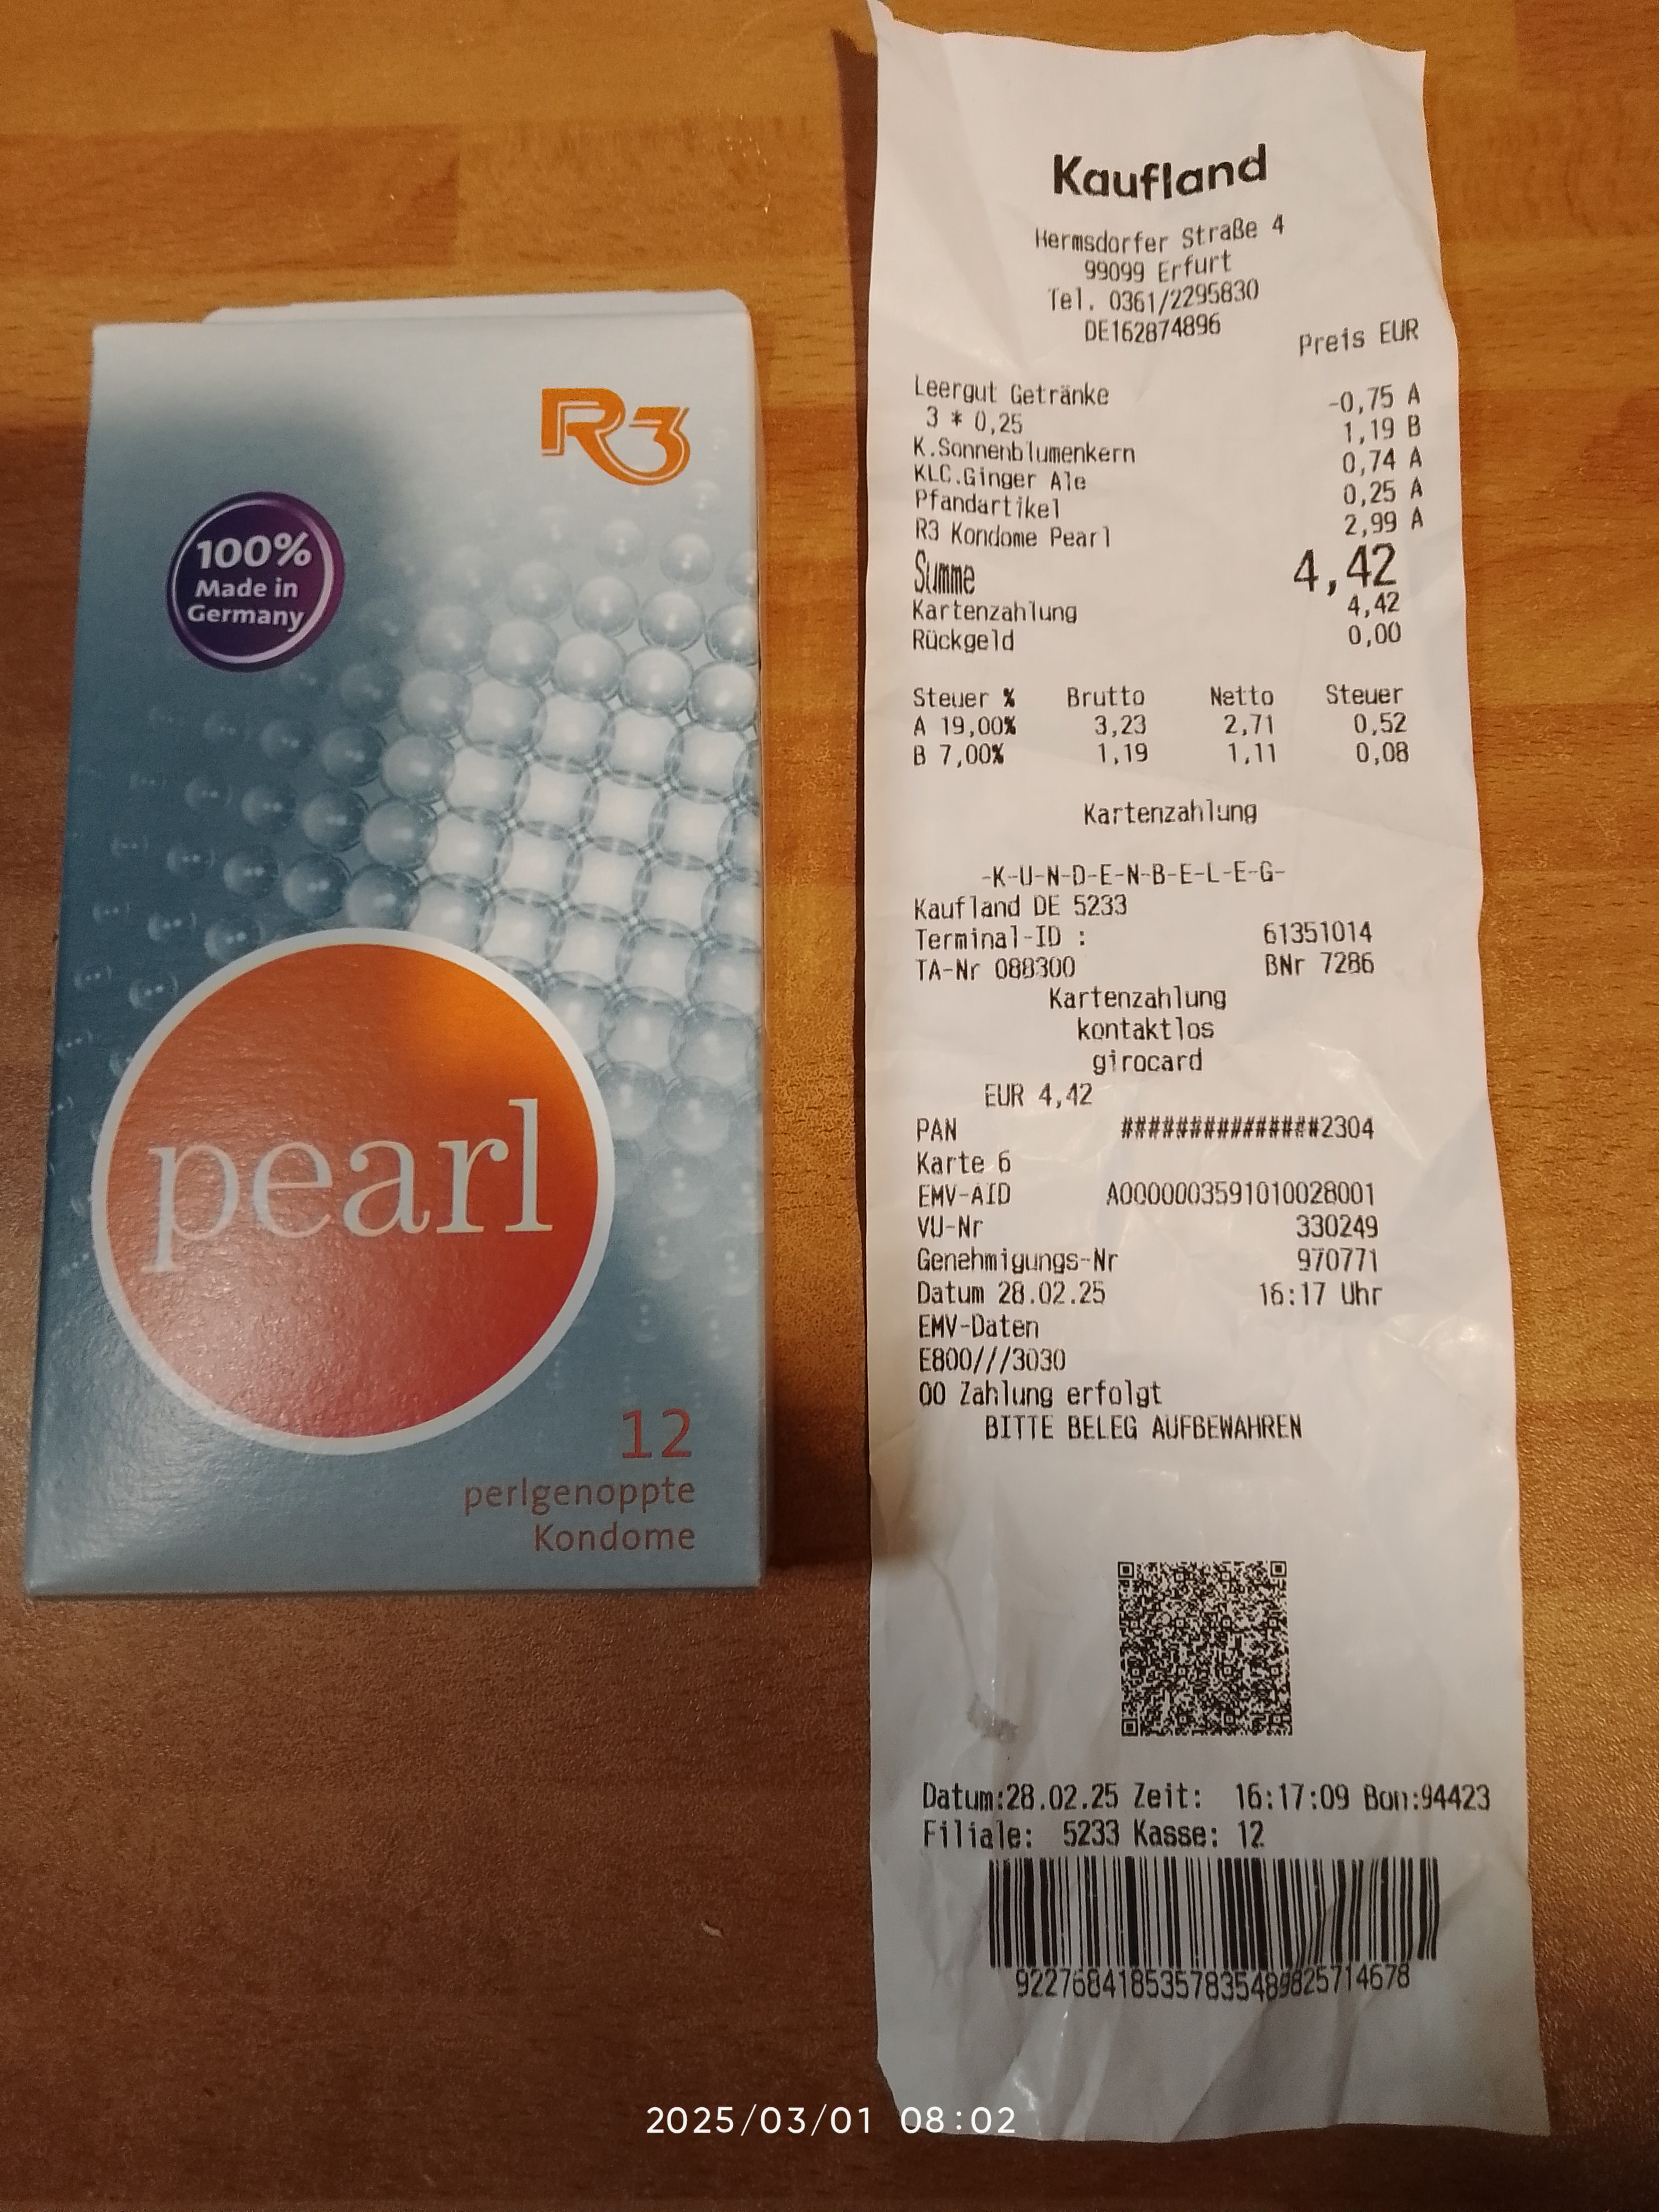 R3
100%
Made in
Germany
pearl
12
perlgenoppte
Kondome
Kaufland
Hermsdorfer Straße 4
99099 Erfurt
Tel. 0361/2295830
DE162874896
Preis EUR
Leergut Getränke -0,75 A
3 * 0,25
K.Sonnenblumenkern 1,19 B
KLC.Ginger Ale 0,74 A
Pfandartikel 0,25 A
R3 Kondome Pearl 2,99 A
Summe 4,42
Kartenzahlung 4,42
Rückgeld 0,00
Steuer % Brutto Netto Steuer
A 19,00% 3,23 2,71 0,52
B 7,00% 1,19 1,11 0,08
Kartenzahlung
-K-U-N-D-E-N-B-E-L-E-G-
Kaufland DE 5233
Terminal-ID : 61351014
TA-Nr 088300 BNr 7286
Kartenzahlung
kontaktlos
girocard
EUR 4,42
PAN ##############2304
Karte 6
EMV-AID A0000003591010028001
VU-Nr 330249
Genehmigungs-Nr 970771
Datum 28.02.25 16:17 Uhr
EMV-Daten
E800///3030
00 Zahlung erfolgt
BITTE BELEG AUFBEWAHREN
Datum:28.02.25 Zeit: 16:17:09 Bon:94423
Filiale: 5233 Kasse: 12
9227684185357835489825714678
2025/03/01 08:02